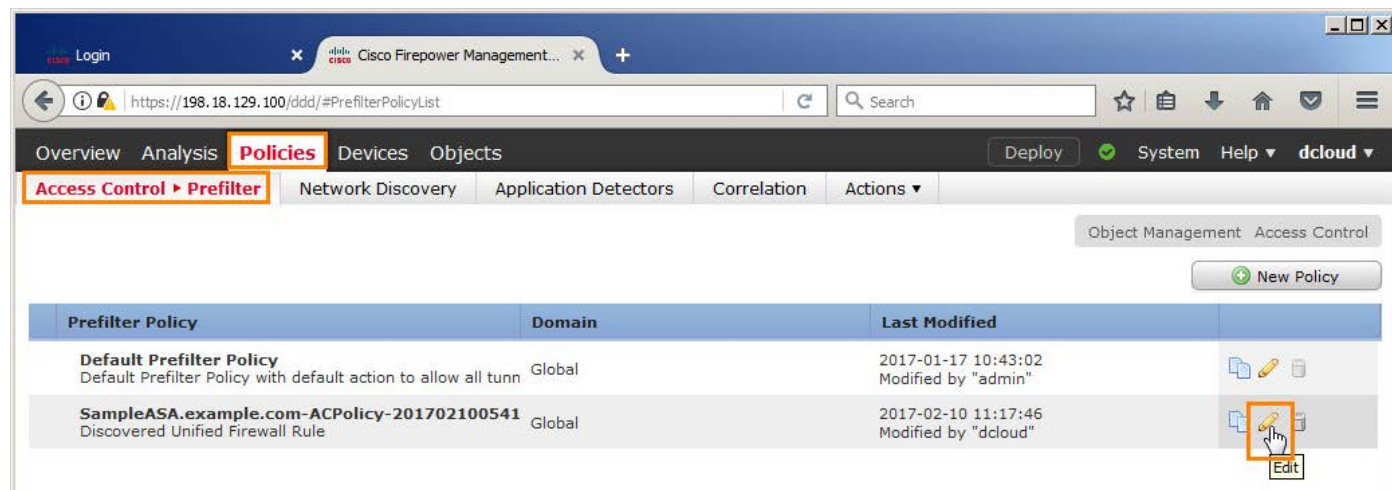 Login
Cisco Firepower Management...
https://198.18.129.100/ddd/#PrefilterPolicyList
Search
Overview Analysis Policies Devices Objects Deploy System Help ▾ dcloud ▾
Access Control ▸ Prefilter Network Discovery Application Detectors Correlation Actions ▾
Object Management Access Control
New Policy
Prefilter Policy Domain Last Modified
Default Prefilter Policy
Default Prefilter Policy with default action to allow all tunn
Global
2017-01-17 10:43:02
Modified by "admin"
SampleASA.example.com-ACPolicy-201702100541
Discovered Unified Firewall Rule
Global
2017-02-10 11:17:46
Modified by "dcloud"
Edit